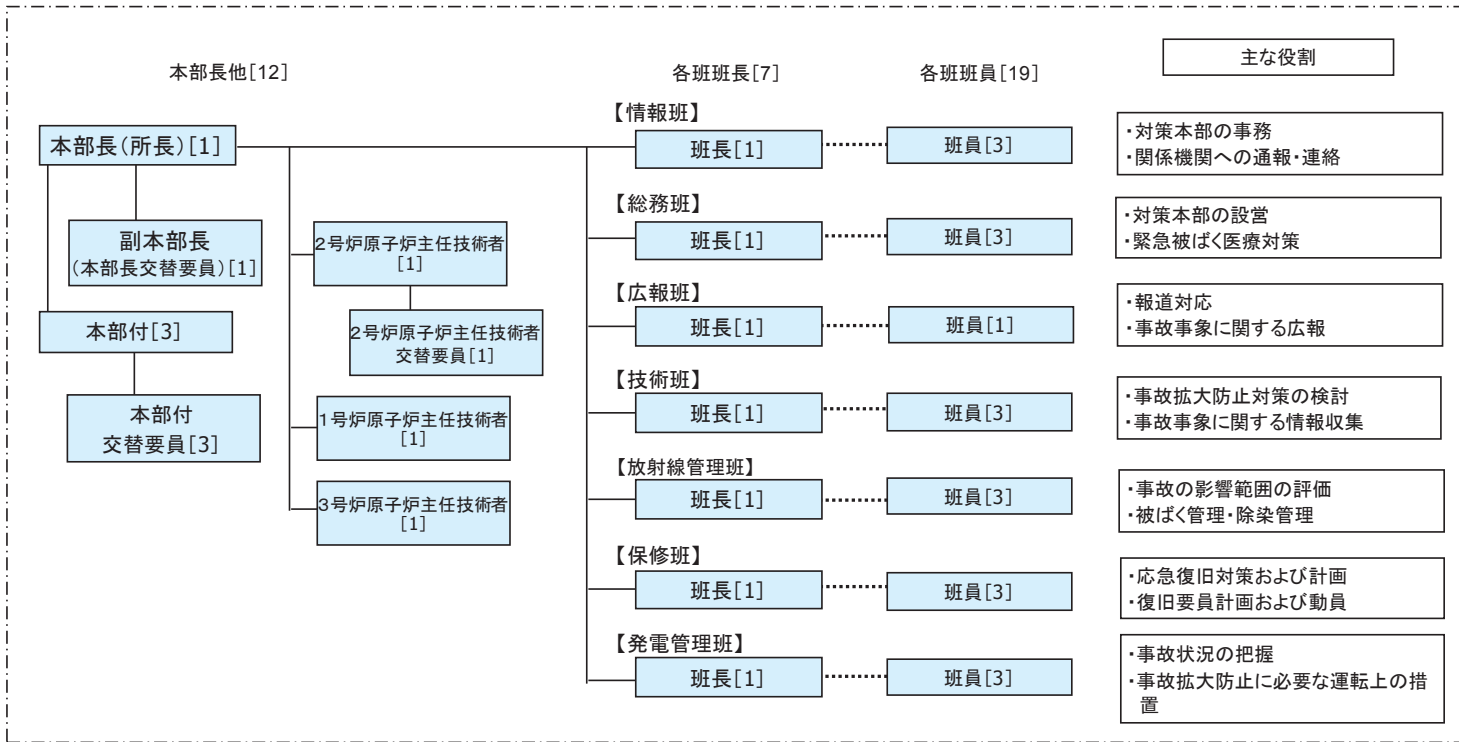 本部長他[12]
各班班長[7]
各班班員[19]
主な役割
本部長(所長)[1]
副本部長
(本部長交替要員)[1]
本部付[3]
本部付
交替要員[3]
2号炉原子炉主任技術者
[1]
2号炉原子炉主任技術者
交替要員[1]
1号炉原子炉主任技術者
[1]
3号炉原子炉主任技術者
[1]
【情報班】
班長[1]
班員[3]
・対策本部の事務
・関係機関への通報・連絡
【総務班】
班長[1]
班員[3]
・対策本部の設営
・緊急被ばく医療対策
【広報班】
班長[1]
班員[1]
・報道対応
・事故事象に関する広報
【技術班】
班長[1]
班員[3]
・事故拡大防止対策の検討
・事故事象に関する情報収集
【放射線管理班】
班長[1]
班員[3]
・事故の影響範囲の評価
・被ばく管理・除染管理
【保修班】
班長[1]
班員[3]
・応急復旧対策および計画
・復旧要員計画および動員
【発電管理班】
班長[1]
班員[3]
・事故状況の把握
・事故拡大防止に必要な運転上の措
置